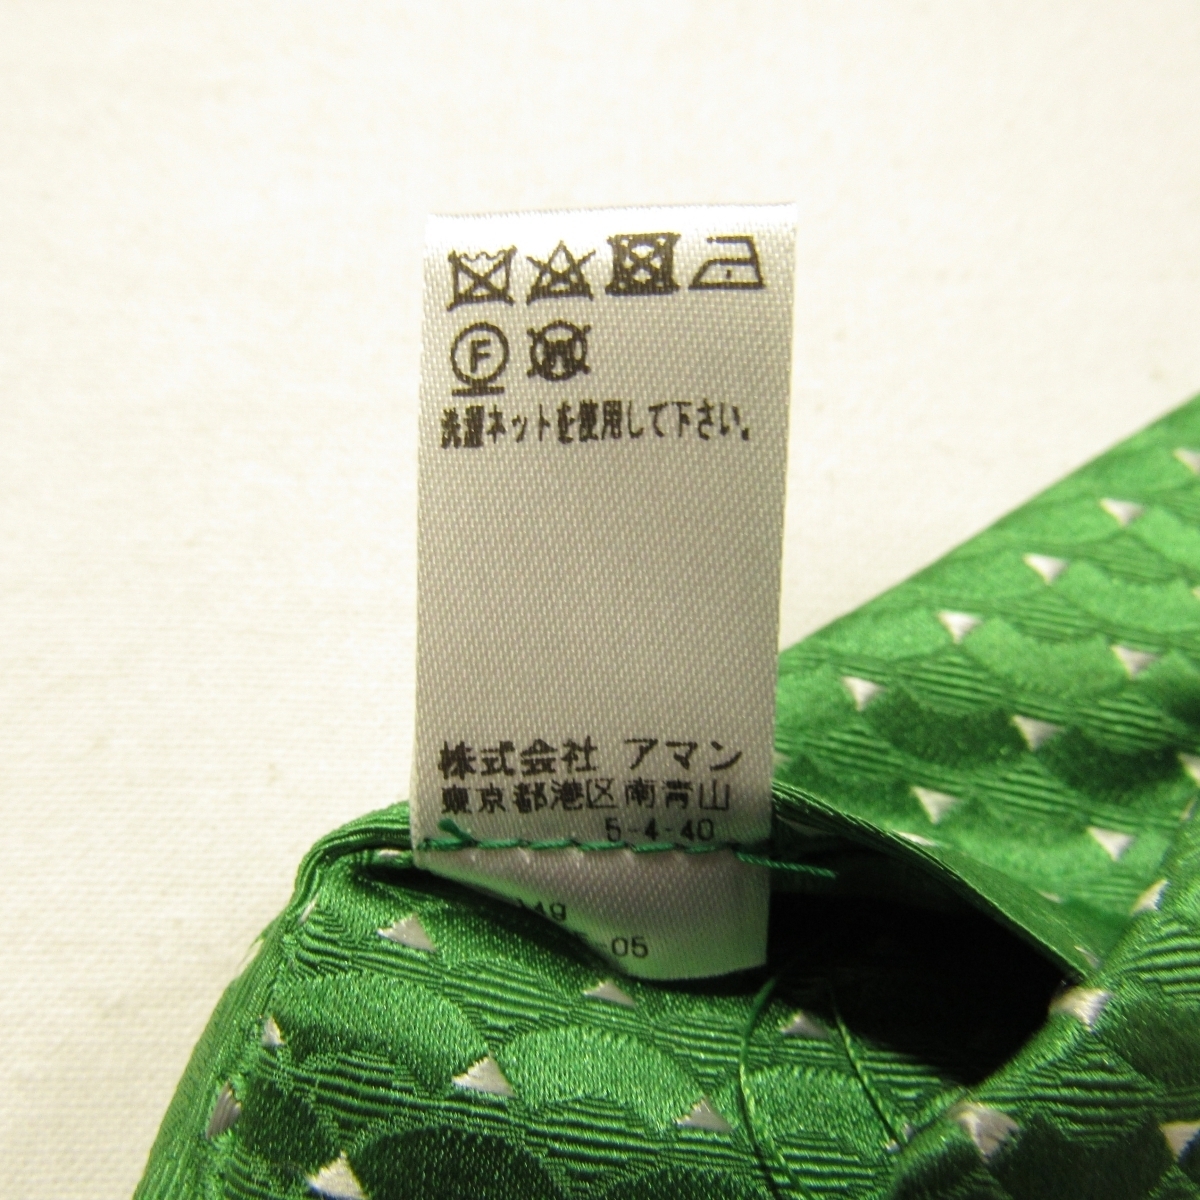 F W
洗濯ネットを使用して下さい。
株式会社 アマン
東京都港区南青山
5-4-40
05